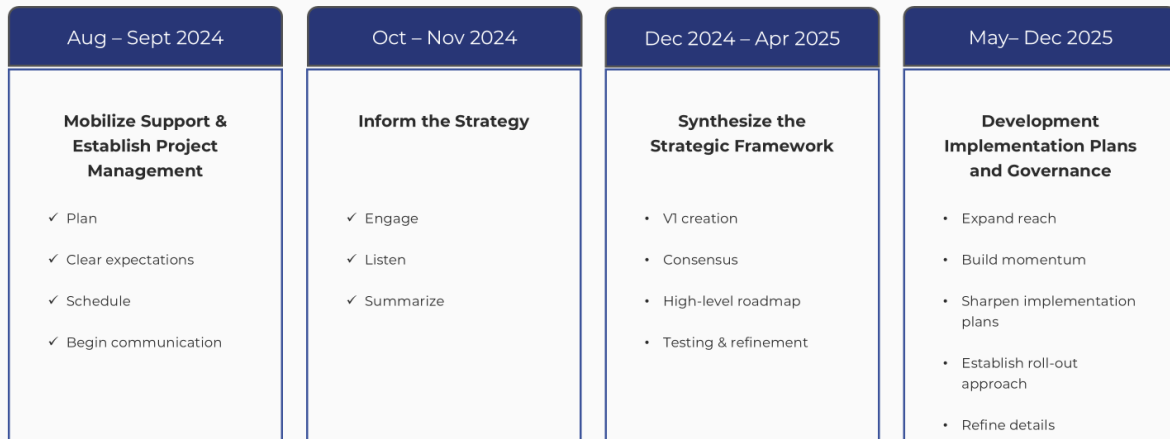 Aug – Sept 2024
Mobilize Support &
Establish Project
Management
✓ Plan
✓ Clear expectations
✓ Schedule
✓ Begin communication
Oct – Nov 2024
Inform the Strategy
✓ Engage
✓ Listen
✓ Summarize
Dec 2024 – Apr 2025
Synthesize the
Strategic Framework
• V1 creation
• Consensus
• High-level roadmap
• Testing & refinement
May– Dec 2025
Development
Implementation Plans
and Governance
• Expand reach
• Build momentum
• Sharpen implementation
plans
• Establish roll-out
approach
• Refine details